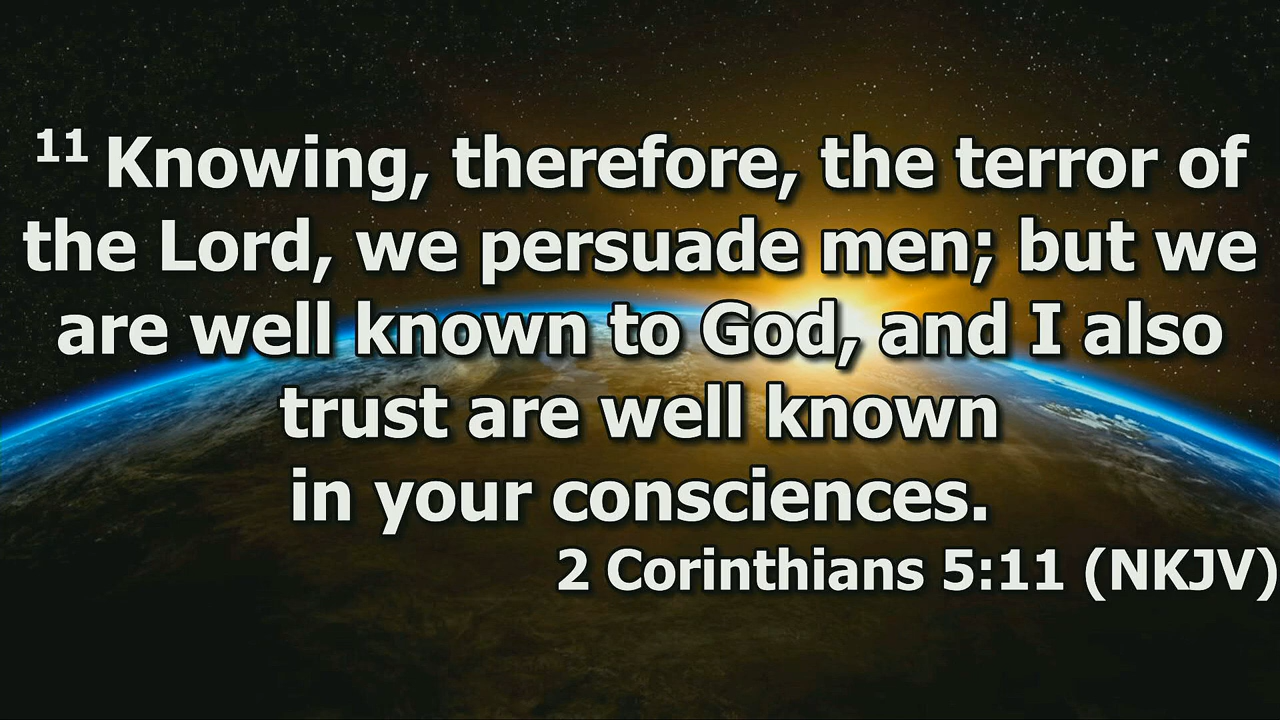 11 Knowing, therefore, the terror of
the Lord, we persuade men; but we
are well known to God, and I also
trust are well known
in your consciences.
2 Corinthians 5:11 (NKJV)